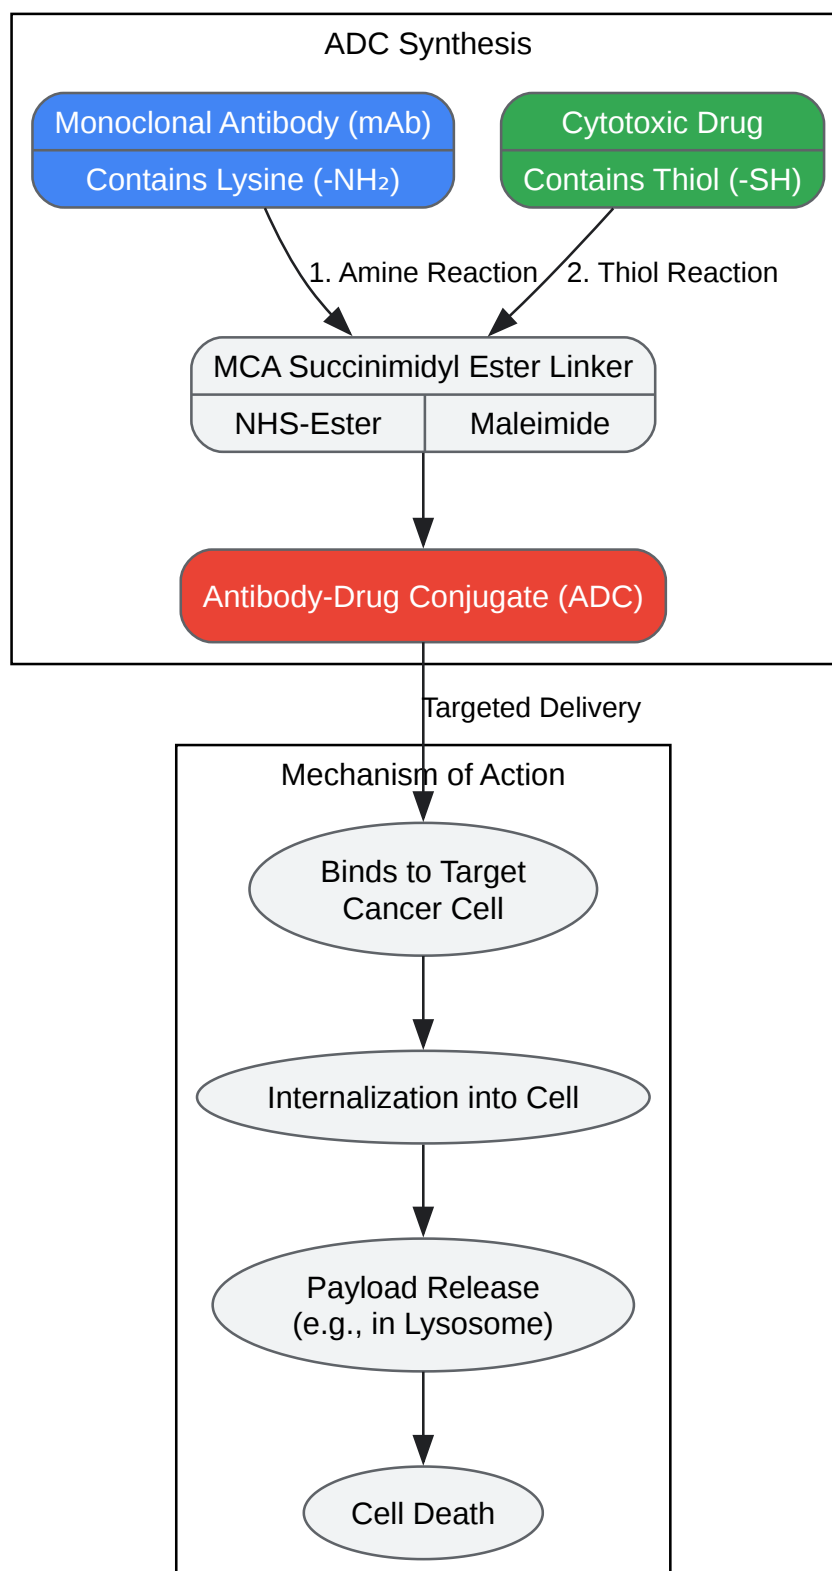 ADC Synthesis
Monoclonal Antibody (mAb)
Contains Lysine (-NH₂)
Cytotoxic Drug
Contains Thiol (-SH)
1. Amine Reaction
2. Thiol Reaction
MCA Succinimidyl Ester Linker
NHS-Ester
Maleimide
Antibody-Drug Conjugate (ADC)
Targeted Delivery
Mechanism of Action
Binds to Target
Cancer Cell
Internalization into Cell
Payload Release
(e.g., in Lysosome)
Cell Death